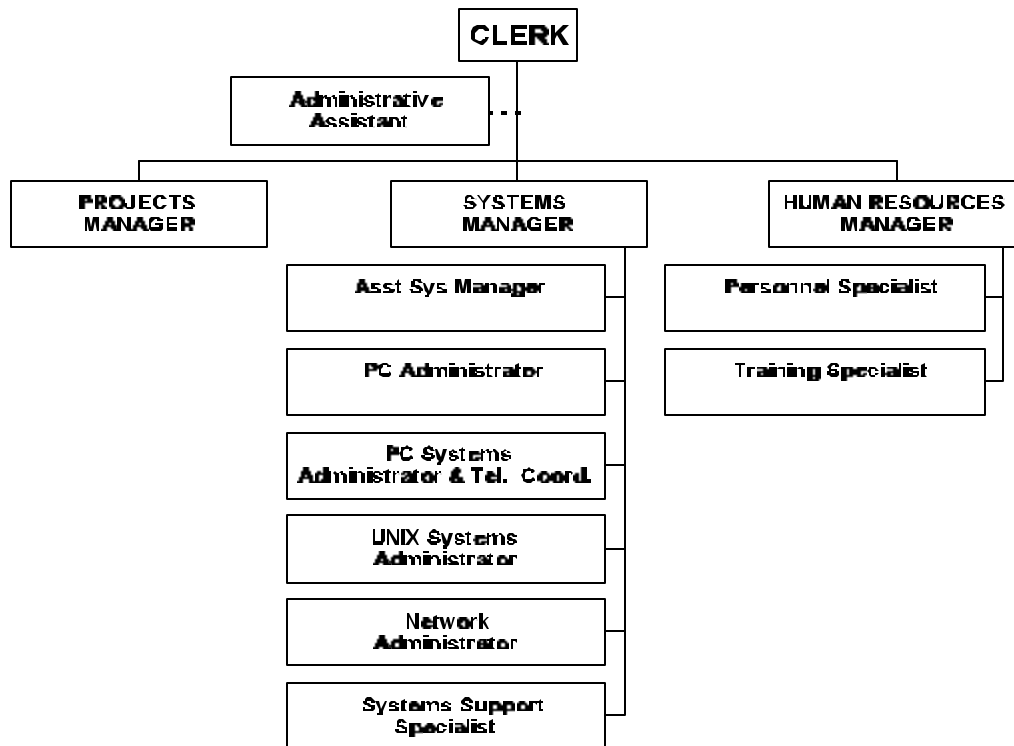 CLERK
Administrative
Assistant
PROJECTS
MANAGER
SYSTEMS
MANAGER
HUMAN RESOURCES
MANAGER
Asst Sys Manager
PC Administrator
PC Systems
Administrator & Tel. Coord.
UNIX Systems
Administrator
Network
Administrator
Systems Support
Specialist
Personnel Specialist
Training Specialist